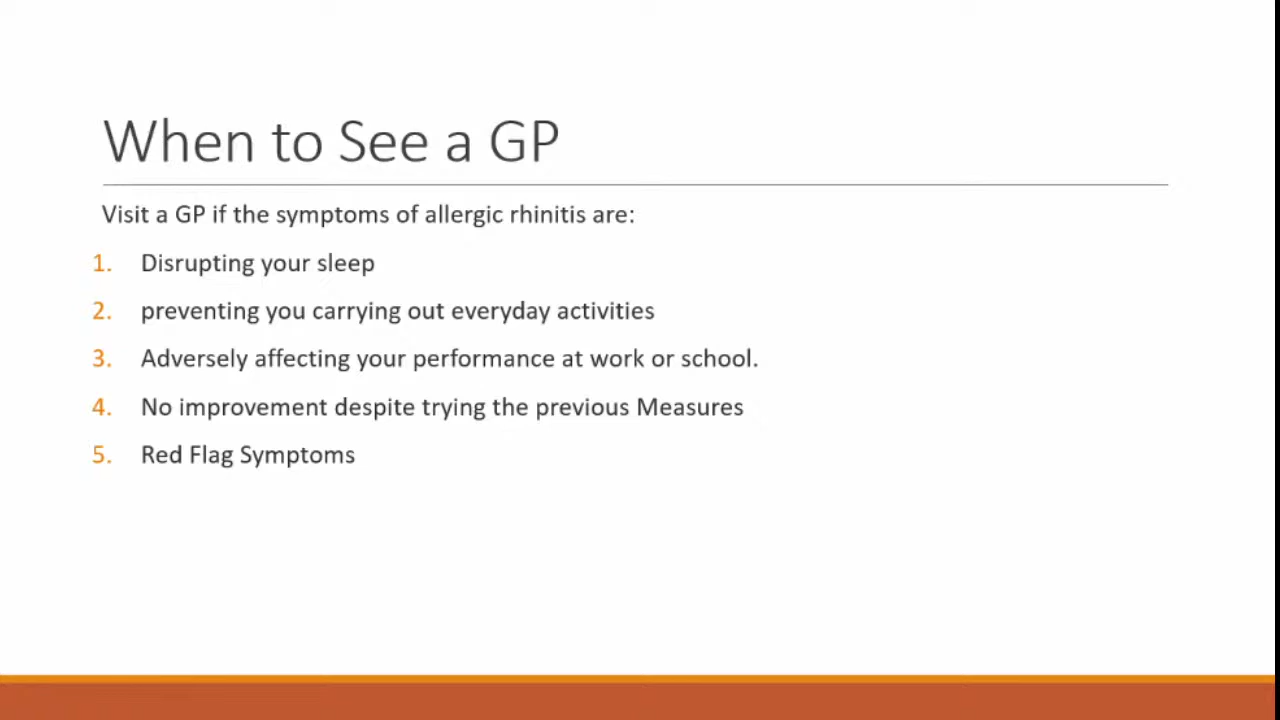 When to See a GP
Visit a GP if the symptoms of allergic rhinitis are:
1. Disrupting your sleep
2. preventing you carrying out everyday activities
3. Adversely affecting your performance at work or school.
4. No improvement despite trying the previous Measures
5. Red Flag Symptoms